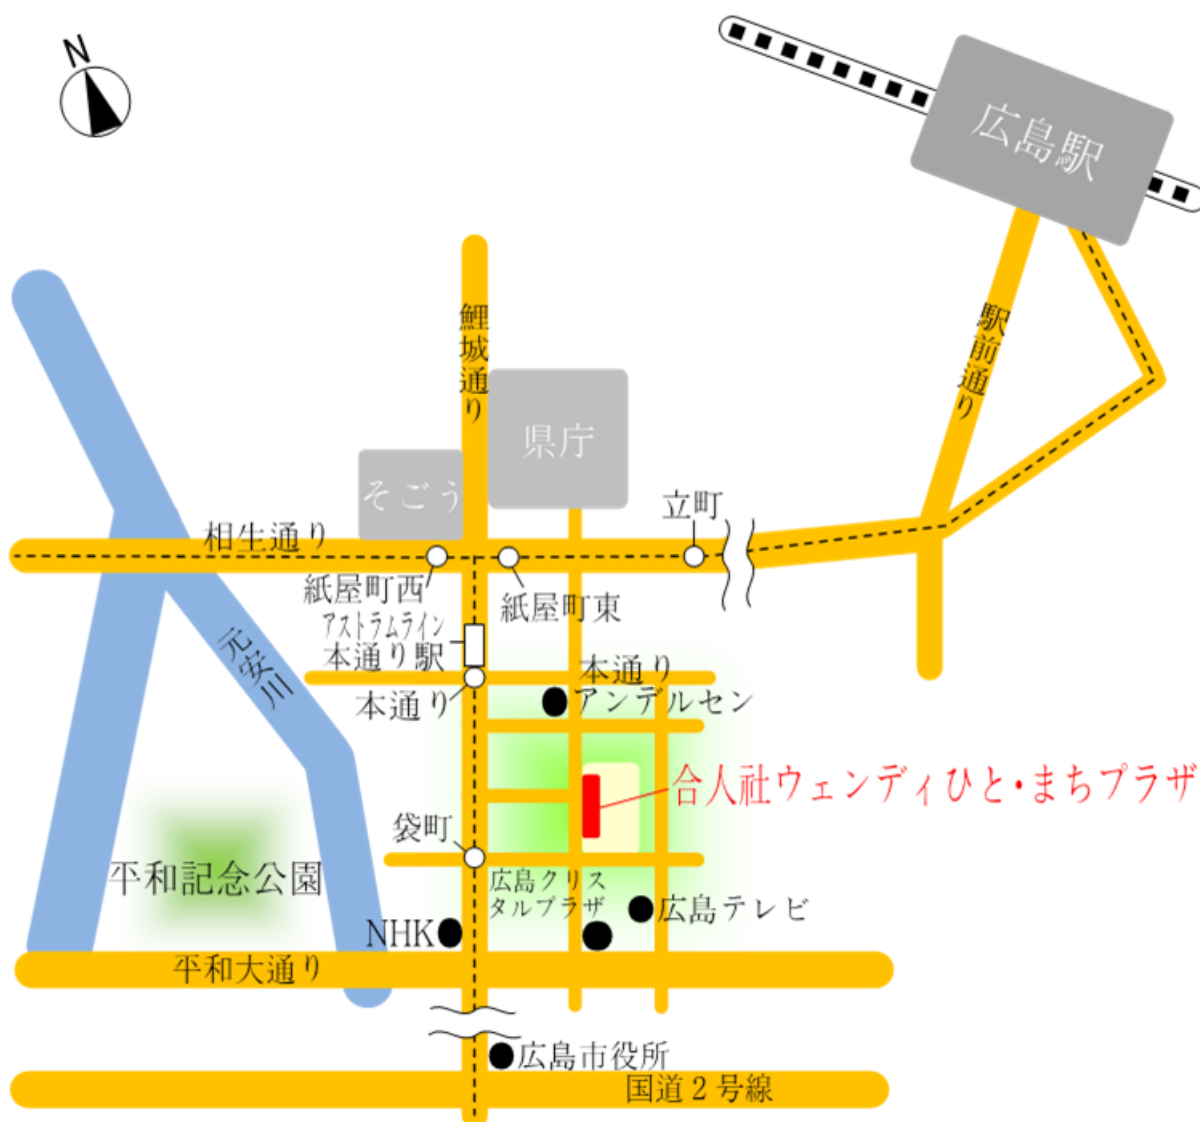 N
広島駅
鯉城通り
駅前通り
県庁
そごう
立町
相生通り
紙屋町西
紙屋町東
アストラムライン
本通り駅
元安川
本通り
本通り
アンデルセン
合人社ウェンディひと・まちプラザ
袋町
平和記念公園
広島クリス
タルプラザ
広島テレビ
NHK
平和大通り
広島市役所
国道2号線